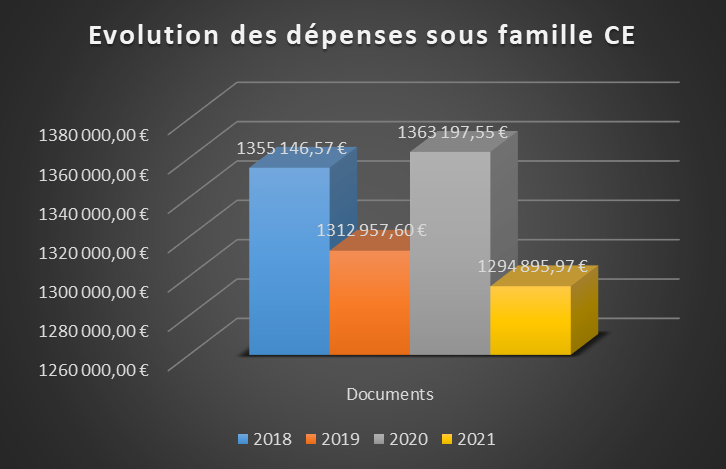 Evolution des dépenses sous famille CE
1380 000,00 €
1360 000,00 €
1340 000,00 €
1320 000,00 €
1300 000,00 €
1280 000,00 €
1260 000,00 €
1355 146,57 €
1312 957,60 €
1363 197,55 €
1294 895,97 €
Documents
2018 2019 2020 2021